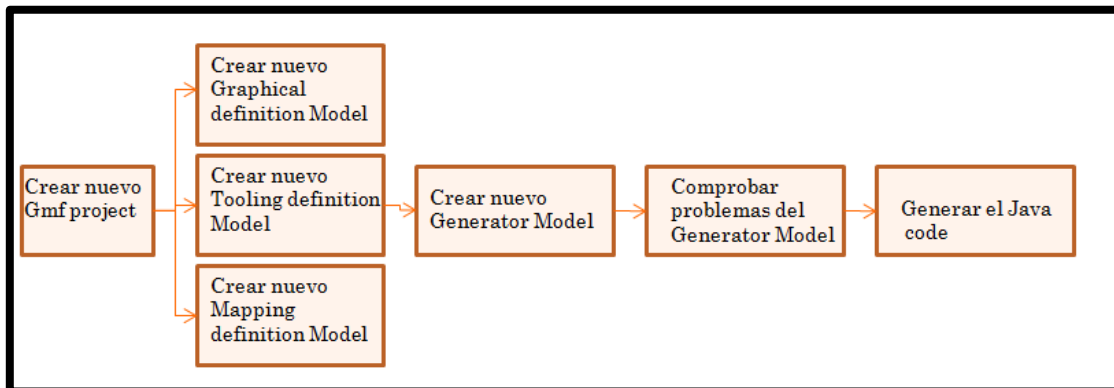 Crear nuevo
Gmf project
Crear nuevo
Graphical
definition Model
Crear nuevo
Tooling definition
Model
Crear nuevo
Mapping
definition Model
Crear nuevo
Generator Model
Comprobar
problemas del
Generator Model
Generar el Java
code